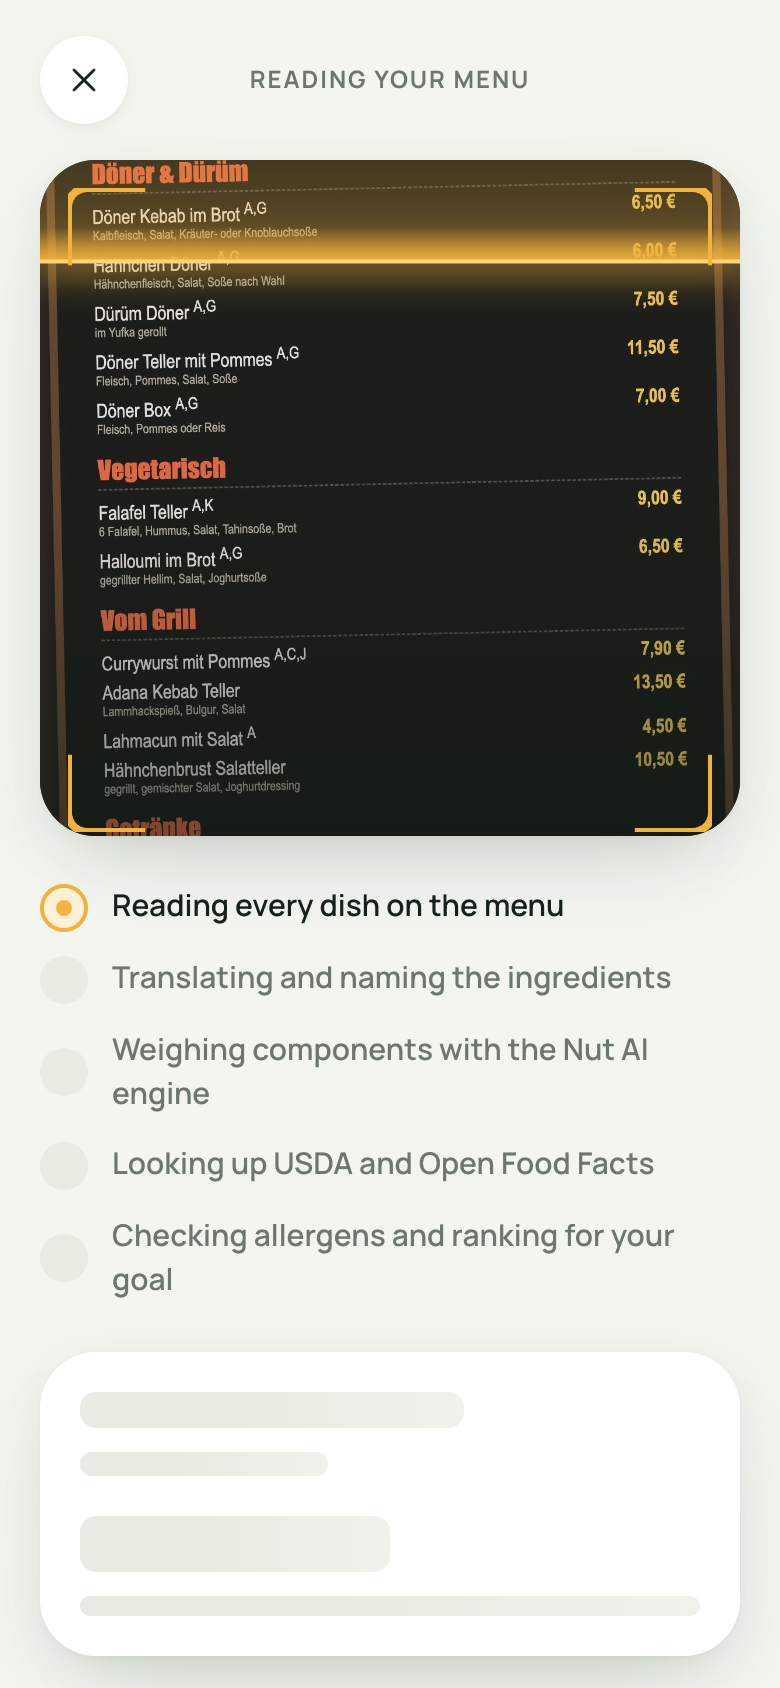 READING YOUR MENU
Döner & Dürüm
Döner Kebab im Brot A,G 6,50 €
Kalbfleisch, Salat, Kräuter- oder Knoblauchsoße
Hähnchen Döner A,G 6,00 €
Hähnchenfleisch, Salat, Soße nach Wahl
Dürüm Döner A,G 7,50 €
im Yufka gerollt
Döner Teller mit Pommes A,G 11,50 €
Fleisch, Pommes, Salat, Soße
Döner Box A,G 7,00 €
Fleisch, Pommes oder Reis
Vegetarisch
Falafel Teller A,K 9,00 €
6 Falafel, Hummus, Salat, Tahinsoße, Brot
Halloumi im Brot A,G 6,50 €
gegrillter Hellim, Salat, Joghurtsoße
Vom Grill
Currywurst mit Pommes A,C,J 7,90 €
Adana Kebab Teller 13,50 €
Lammhackspieß, Bulgur, Salat
Lahmacun mit Salat A 4,50 €
Hähnchenbrust Salatteller 10,50 €
gegrillt, gemischter Salat, Joghurtdressing
Getränke
Reading every dish on the menu
Translating and naming the ingredients
Weighing components with the Nut AI
engine
Looking up USDA and Open Food Facts
Checking allergens and ranking for your
goal